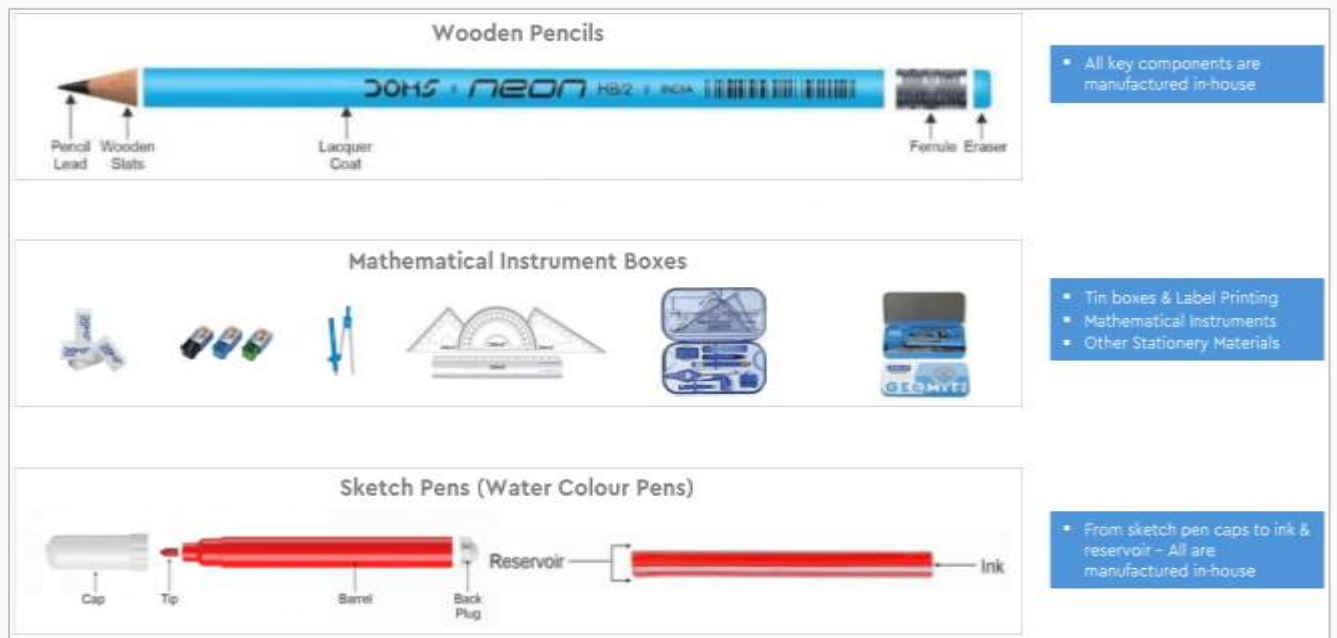 Wooden Pencils
DOMS neon HB/2 INDIA
Pencil Lead
Wooden Slats
Lacquer Coat
Ferrule
Eraser
All key components are
manufactured in-house
Mathematical Instrument Boxes
Tin boxes & Label Printing
Mathematical Instruments
Other Stationery Materials
Sketch Pens (Water Colour Pens)
Cap
Tip
Barrel
Back Plug
Reservoir
Ink
From sketch pen caps to ink &
reservoir – All are
manufactured in-house